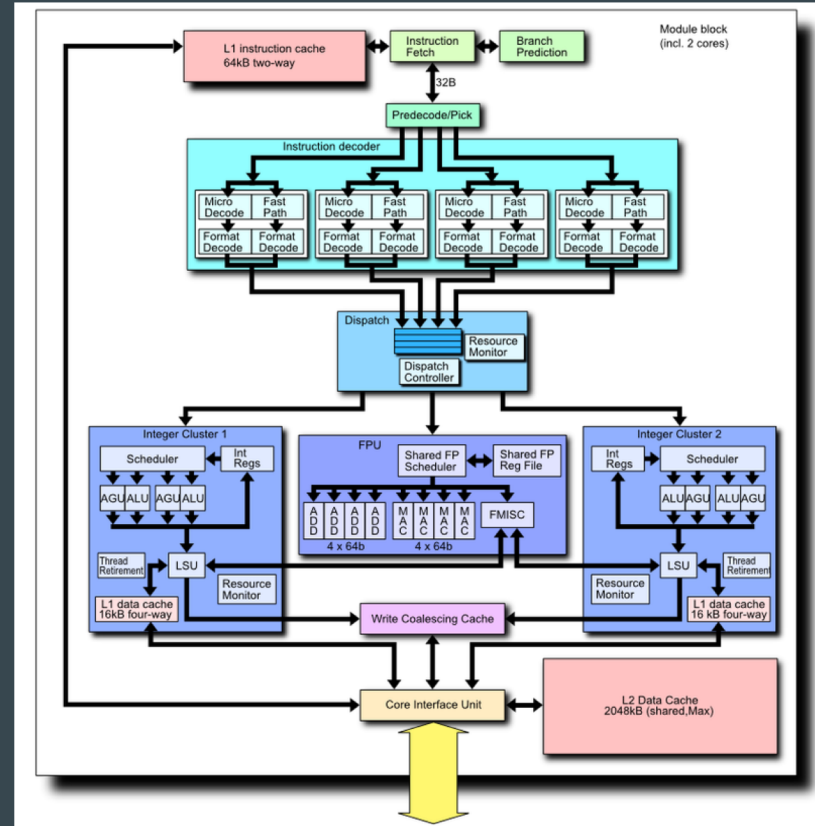 Module block
(incl. 2 cores)
L1 instruction cache
64kB two-way
Instruction
Fetch
Branch
Prediction
32B
Predecode/Pick
Instruction decoder
Micro
Decode
Fast
Path
Format
Decode
Format
Decode
Micro
Decode
Fast
Path
Format
Decode
Format
Decode
Micro
Decode
Fast
Path
Format
Decode
Format
Decode
Micro
Decode
Fast
Path
Format
Decode
Format
Decode
Dispatch
Resource
Monitor
Dispatch
Controller
Integer Cluster 1
Scheduler
Int
Regs
AGU
ALU
AGU
ALU
Thread
Retirement
LSU
Resource
Monitor
L1 data cache
16kB four-way
FPU
Shared FP
Scheduler
Shared FP
Reg File
ADD
ADD
ADD
ADD
MAC
MAC
MAC
MAC
FMISC
4 x 64b
4 x 64b
Integer Cluster 2
Int
Regs
Scheduler
ALU
AGU
ALU
AGU
LSU
Thread
Retirement
Resource
Monitor
L1 data cache
16 kB four-way
Write Coalescing Cache
Core Interface Unit
L2 Data Cache
2048kB (shared,Max)